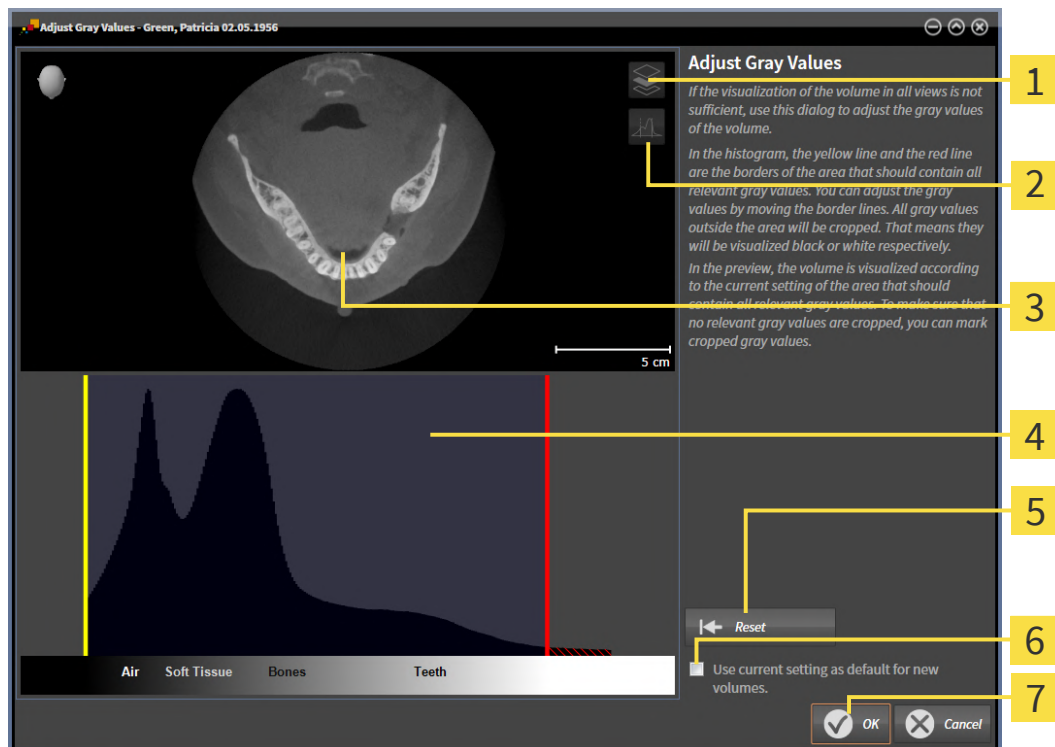 Adjust Gray Values - Green, Patricia 02.05.1956
Adjust Gray Values
If the visualization of the volume in all views is not
sufficient, use this dialog to adjust the gray values
of the volume.
In the histogram, the yellow line and the red line
are the borders of the area that should contain all
relevant gray values. You can adjust the gray
values by moving the border lines. All gray values
outside the area will be cropped. That means they
will be visualized black or white respectively.
In the preview, the volume is visualized according
to the current setting of the area that should
contain all relevant gray values. To make sure that
no relevant gray values are cropped, you can mark
cropped gray values.
5 cm
Air Soft Tissue Bones Teeth
Reset
Use current setting as default for new
volumes.
OK Cancel
1
2
3
4
5
6
7